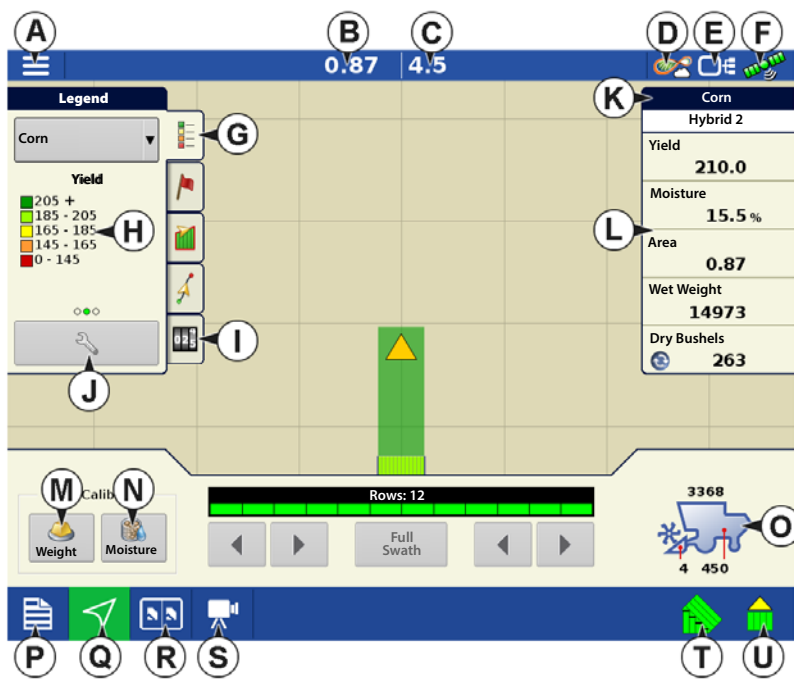 A
B
C
D
E
F
0.87
4.5
Legend
K
Corn
Corn
G
Hybrid 2
Yield
Yield
210.0
205 +
185 - 205
165 - 185
145 - 165
0 - 145
H
Moisture
15.5 %
L
Area
0.87
Wet Weight
14973
I
Dry Bushels
263
J
M
Calib
N
Rows: 12
3368
Weight
Moisture
Full
Swath
O
4
450
P
Q
R
S
T
U